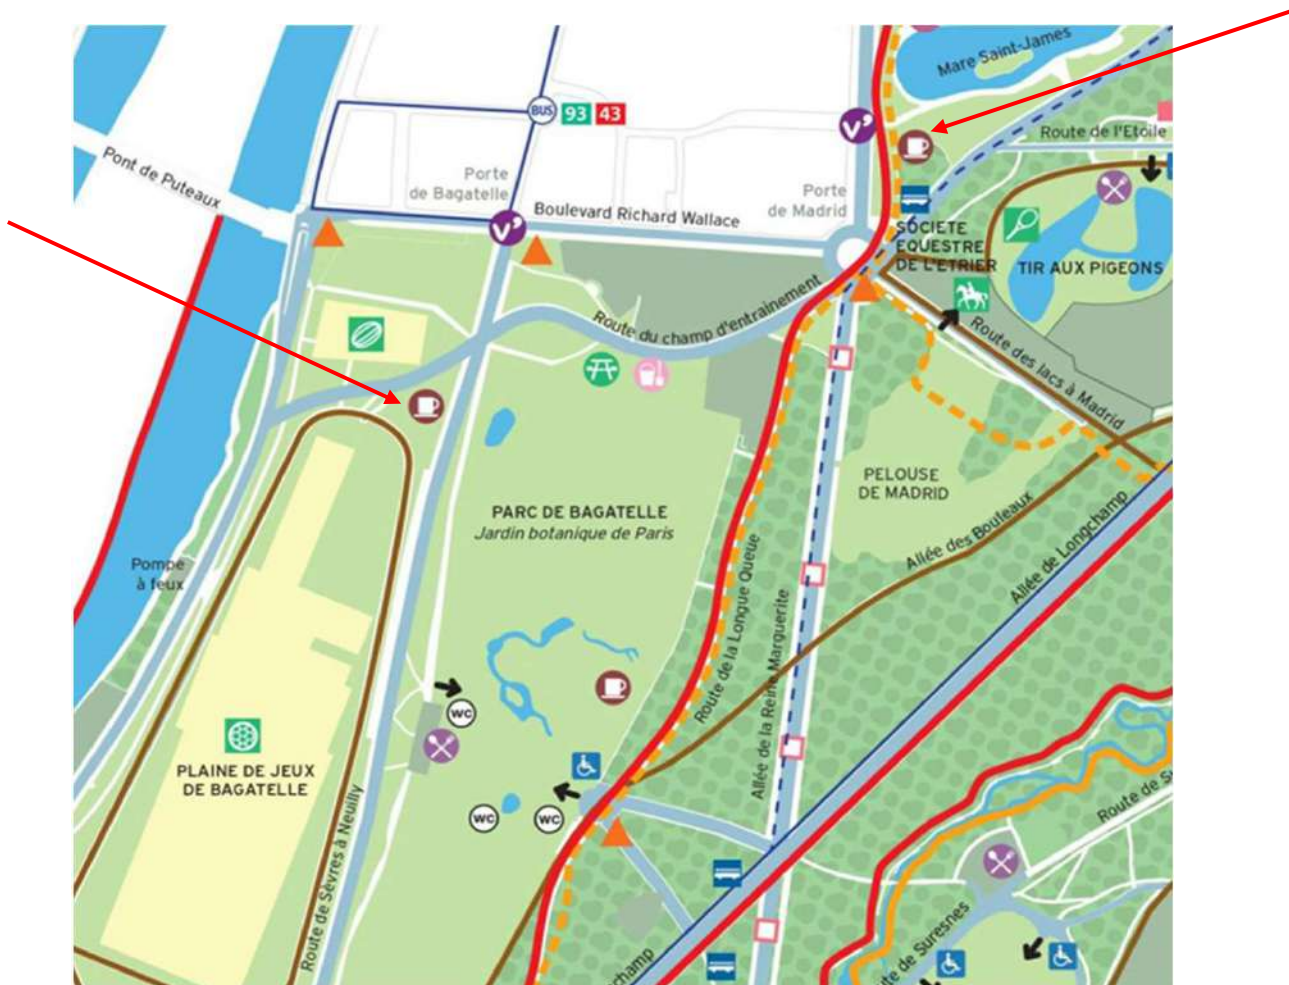 Mare Saint-James
BUS 93 43
V'
Route de l'Etoile
Pont de Puteaux
Porte
de Bagatelle
Porte
de Madrid
Boulevard Richard Wallace
V'
SOCIETE
EQUESTRE
DE L'ETRIER
TIR AUX PIGEONS
Route du champ d'entraînement
Route des lacs à Madrid
PELOUSE
DE MADRID
PARC DE BAGATELLE
Jardin botanique de Paris
Allée des Bouleaux
Allée de Longchamp
Pompe
à feux
Route de la Longue Queue
Allée de la Reine Marguerite
WC
PLAINE DE JEUX
DE BAGATELLE
Route de Sèvres à Neuilly
WC
WC
Route de Su
te de Suresnes
champ